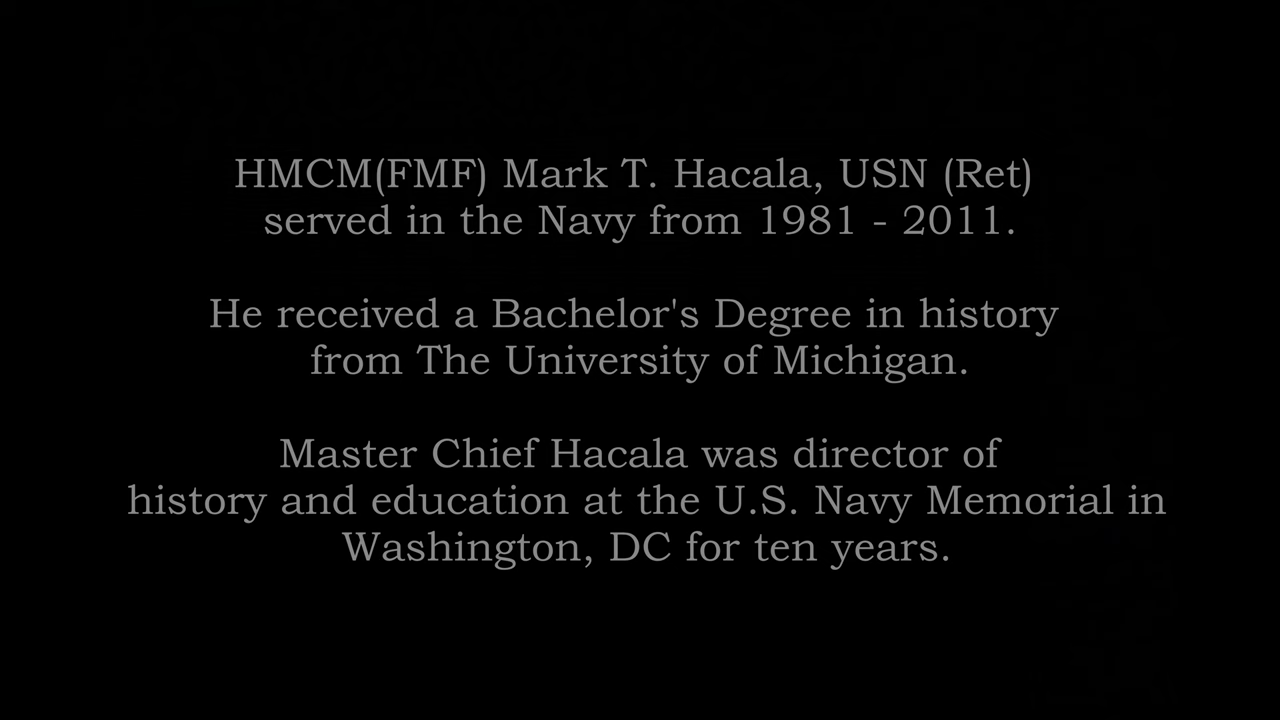 HMCM(FMF) Mark T. Hacala, USN (Ret)
served in the Navy from 1981 - 2011.
He received a Bachelor's Degree in history
from The University of Michigan.
Master Chief Hacala was director of
history and education at the U.S. Navy Memorial in
Washington, DC for ten years.